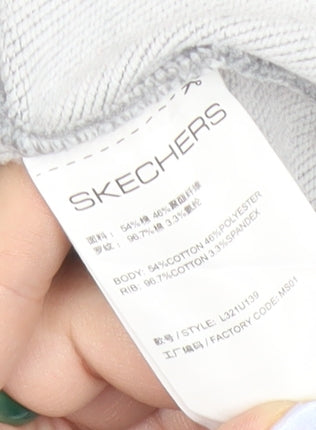 SKECHERS
面料： 54%棉 46%聚酯纤维
罗纹： 96.7%棉 3.3%氨纶
BODY: 54%COTTON 46%POLYESTER
RIB: 96.7%COTTON 3.3%SPANDEX
款号 / STYLE: L321U139
工厂编码 / FACTORY CODE: MS01